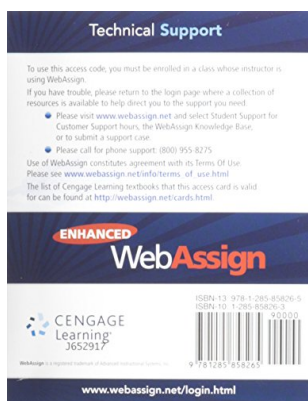 Technical Support
To use this access code, you must be enrolled in a class whose instructor is
using WebAssign.
If you have trouble, please return to the login page where a collection of
resources is available to help direct you to the support you need.
Please visit www.webassign.net and select Student Support for
Customer Support hours, the WebAssign Knowledge Base,
or to submit a support case.
Please call for phone support: (800) 955-8275
Use of WebAssign constitutes agreement with its Terms Of Use.
Please see www.webassign.net/info/terms_of_use.html
The list of Cengage Learning textbooks that this access card is valid
for can be found at http://webassign.net/cards.html.
ENHANCED
WebAssign
ISBN-13: 978-1-285-85826-5
ISBN-10: 1-285-85826-3
90000
CENGAGE
Learning
J652917
9 781285 858265
www.webassign.net/login.html